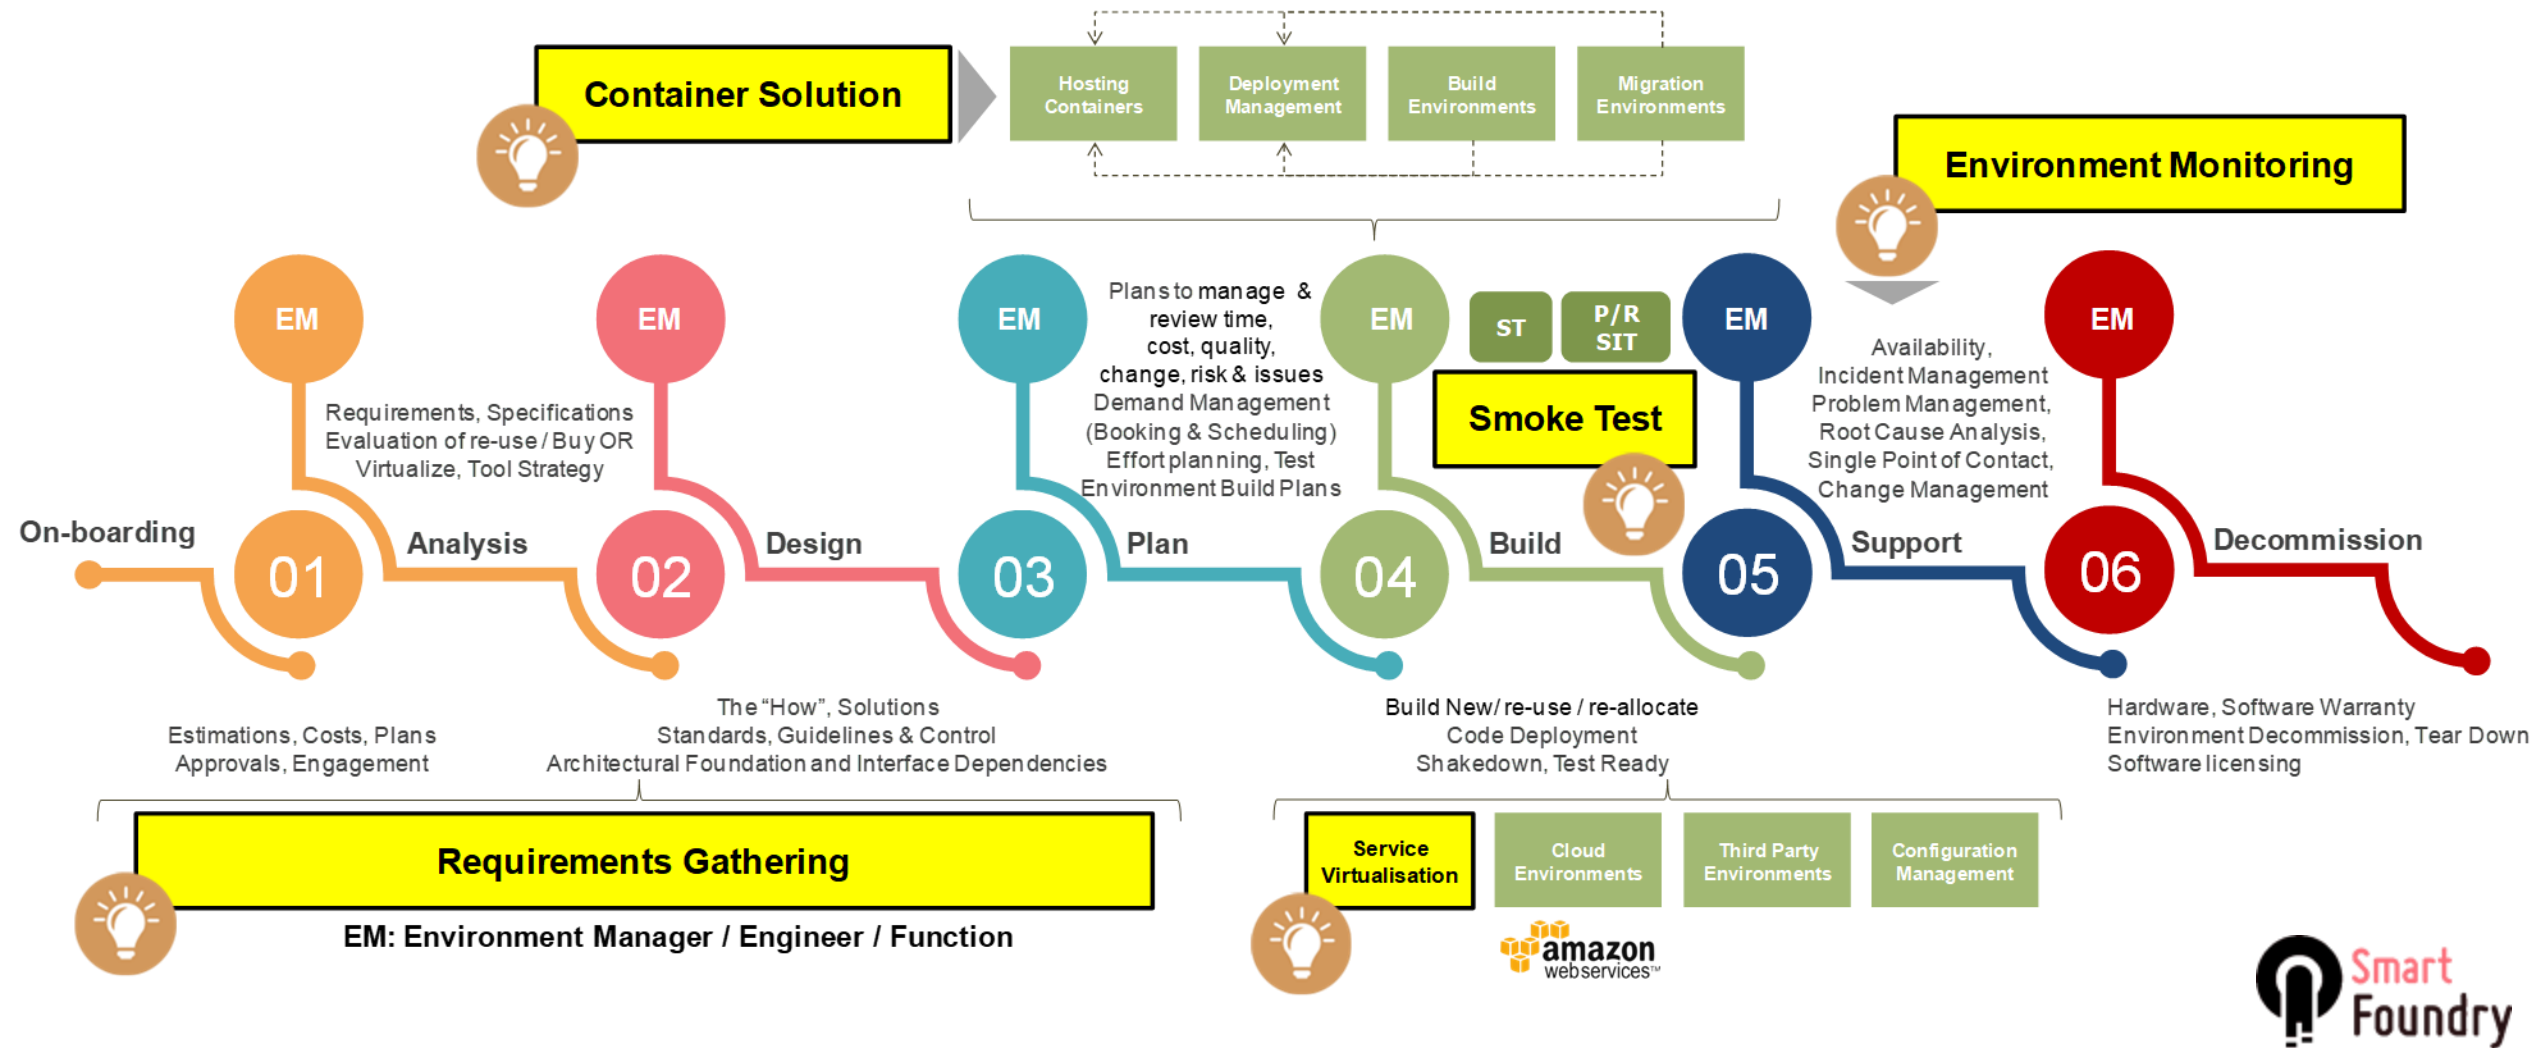 Container Solution
Hosting
Containers
Deployment
Management
Build
Environments
Migration
Environments
Environment Monitoring
EM
EM
EM
EM
EM
EM
Requirements, Specifications
Evaluation of re-use / Buy OR
Virtualize, Tool Strategy
Plans to manage &
review time,
cost, quality,
change, risk & issues
Demand Management
(Booking & Scheduling)
Effort planning, Test
Environment Build Plans
ST
P/R
SIT
Smoke Test
Availability,
Incident Management
Problem Management,
Root Cause Analysis,
Single Point of Contact,
Change Management
On-boarding
01
Analysis
02
Design
03
Plan
04
Build
05
Support
06
Decommission
Estimations, Costs, Plans
Approvals, Engagement
The “How”, Solutions
Standards, Guidelines & Control
Architectural Foundation and Interface Dependencies
Build New/ re-use / re-allocate
Code Deployment
Shakedown, Test Ready
Hardware, Software Warranty
Environment Decommission, Tear Down
Software licensing
Requirements Gathering
EM: Environment Manager / Engineer / Function
Service
Virtualisation
Cloud
Environments
Third Party
Environments
Configuration
Management
amazon
webservices™
Smart
Foundry